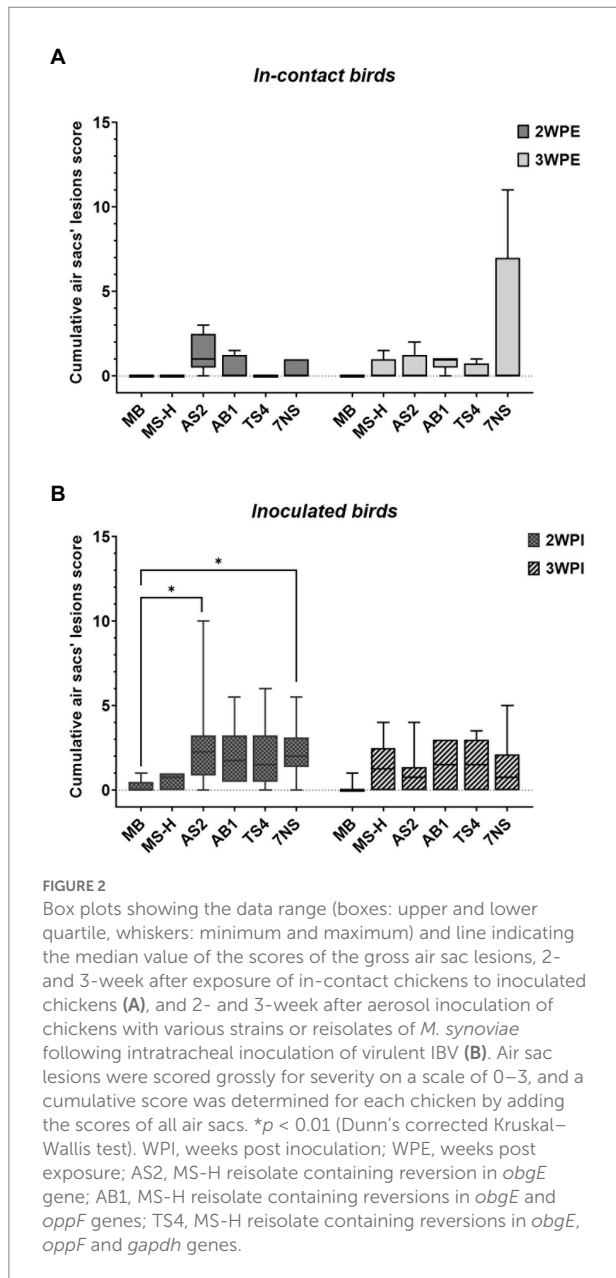 A
In-contact birds
Cumulative air sacs' lesions score
15
10
5
0
2WPE
3WPE
MB MS-H AS2 AB1 TS4 7NS MB MS-H AS2 AB1 TS4 7NS
B
Inoculated birds
Cumulative air sacs' lesions score
15
10
5
0
* *
2WPI
3WPI
MB MS-H AS2 AB1 TS4 7NS MB MS-H AS2 AB1 TS4 7NS
FIGURE 2
Box plots showing the data range (boxes: upper and lower
quartile, whiskers: minimum and maximum) and line indicating
the median value of the scores of the gross air sac lesions, 2-
and 3-week after exposure of in-contact chickens to inoculated
chickens (A), and 2- and 3-week after aerosol inoculation of
chickens with various strains or reisolates of M. synoviae
following intratracheal inoculation of virulent IBV (B). Air sac
lesions were scored grossly for severity on a scale of 0–3, and a
cumulative score was determined for each chicken by adding
the scores of all air sacs. *p < 0.01 (Dunn's corrected Kruskal–
Wallis test). WPI, weeks post inoculation; WPE, weeks post
exposure; AS2, MS-H reisolate containing reversion in obgE
gene; AB1, MS-H reisolate containing reversions in obgE and
oppF genes; TS4, MS-H reisolate containing reversions in obgE,
oppF and gapdh genes.